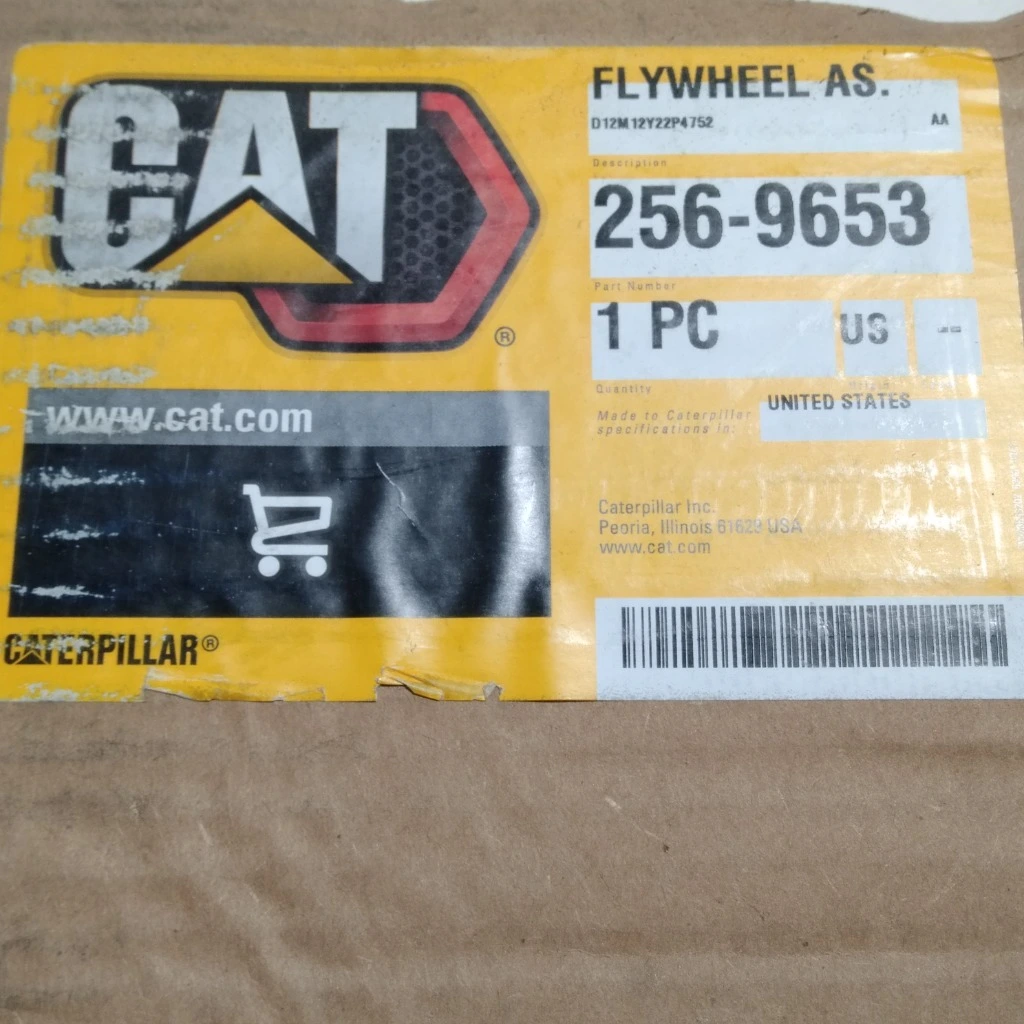 CAT
®
www.cat.com
CATERPILLAR®
FLYWHEEL AS.
D12M12Y22P4752 AA
Description
256-9653
Part Number
1 PC US --
Quantity
Made to Caterpillar
specifications in:
UNITED STATES
Caterpillar Inc.
Peoria, Illinois 61629 USA
www.cat.com